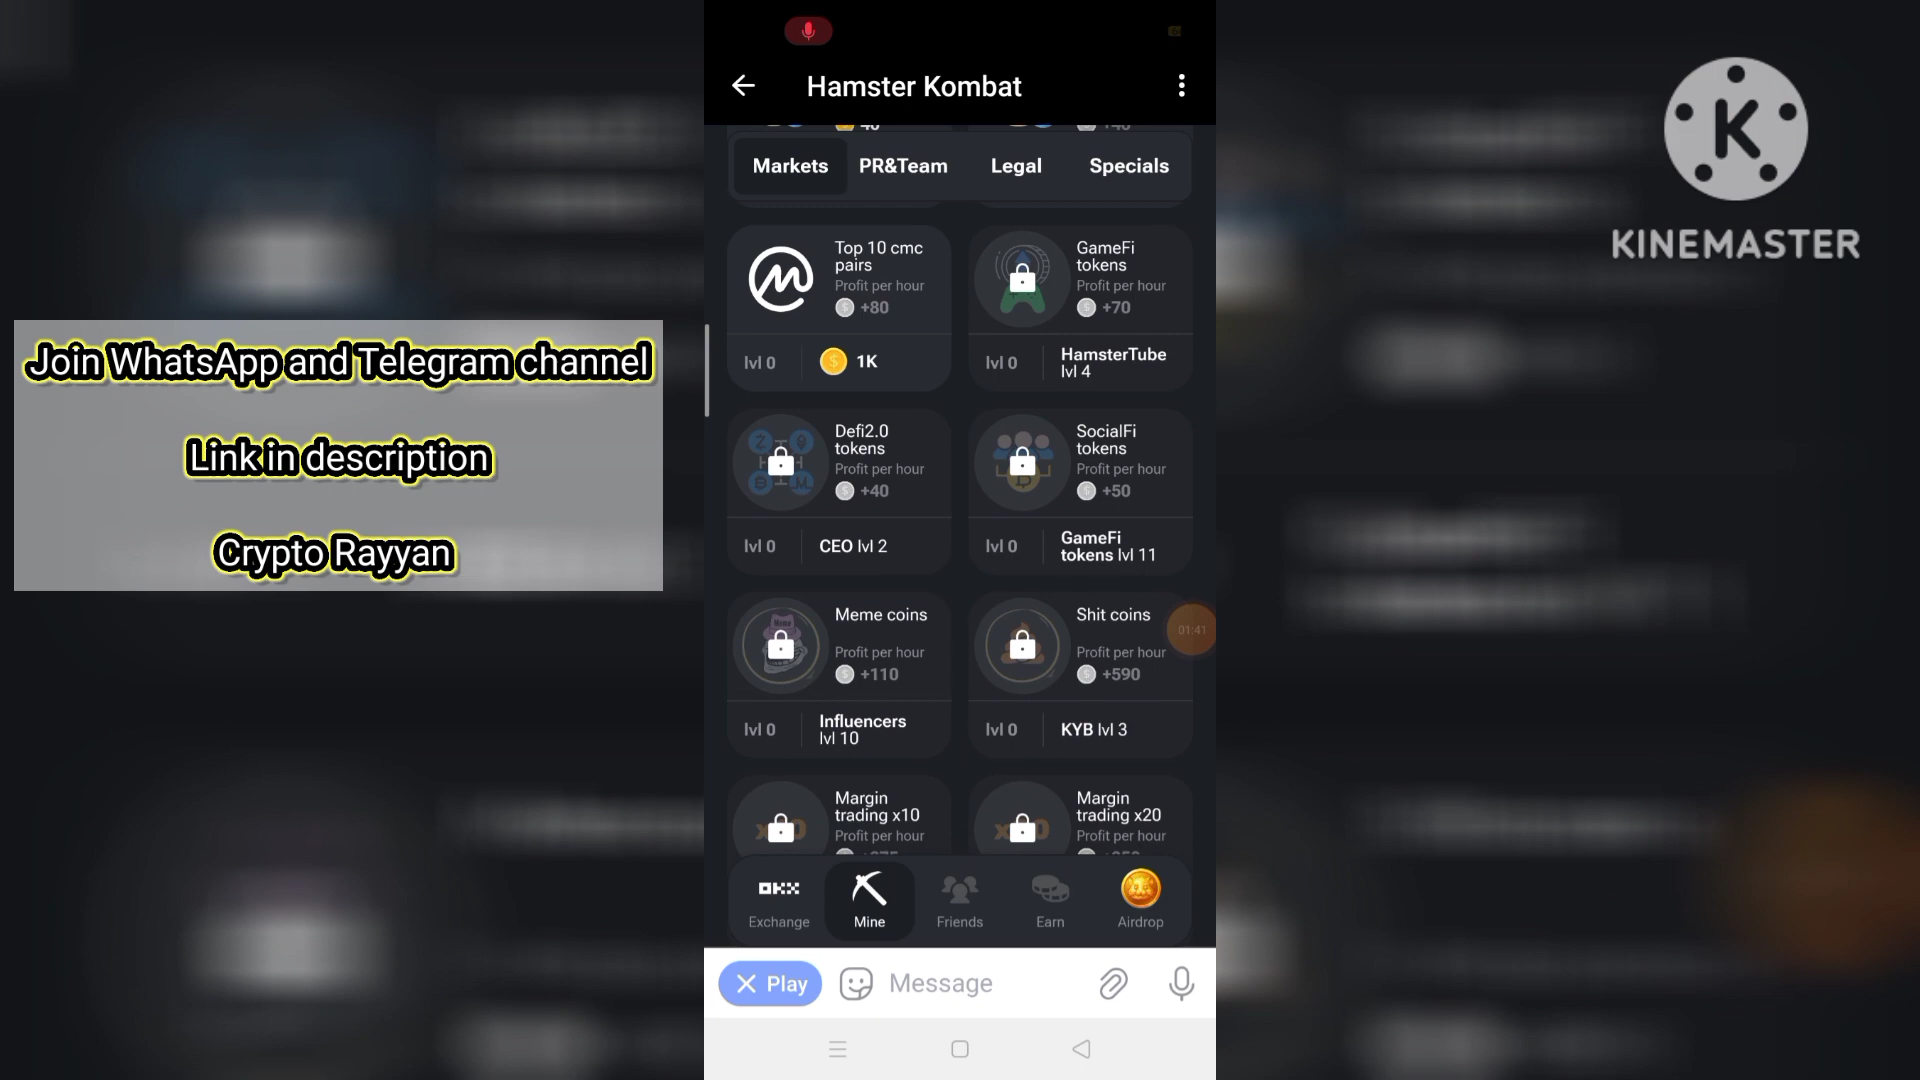 Hamster Kombat
Markets PR&Team Legal Specials
Top 10 cmc
pairs
Profit per hour
+80
lvl 0
1K
GameFi
tokens
Profit per hour
+70
lvl 0
HamsterTube
lvl 4
Defi2.0
tokens
Profit per hour
+40
lvl 0
CEO lvl 2
SocialFi
tokens
Profit per hour
+50
lvl 0
GameFi
tokens lvl 11
Meme coins
Profit per hour
+110
lvl 0
Influencers
lvl 10
Shit coins
Profit per hour
+590
lvl 0
KYB lvl 3
01:41
Margin
trading x10
Profit per hour
Margin
trading x20
Profit per hour
OKX
Exchange Mine Friends Earn Airdrop
Play Message
Join WhatsApp and Telegram channel
Link in description
Crypto Rayyan
K
KINEMASTER